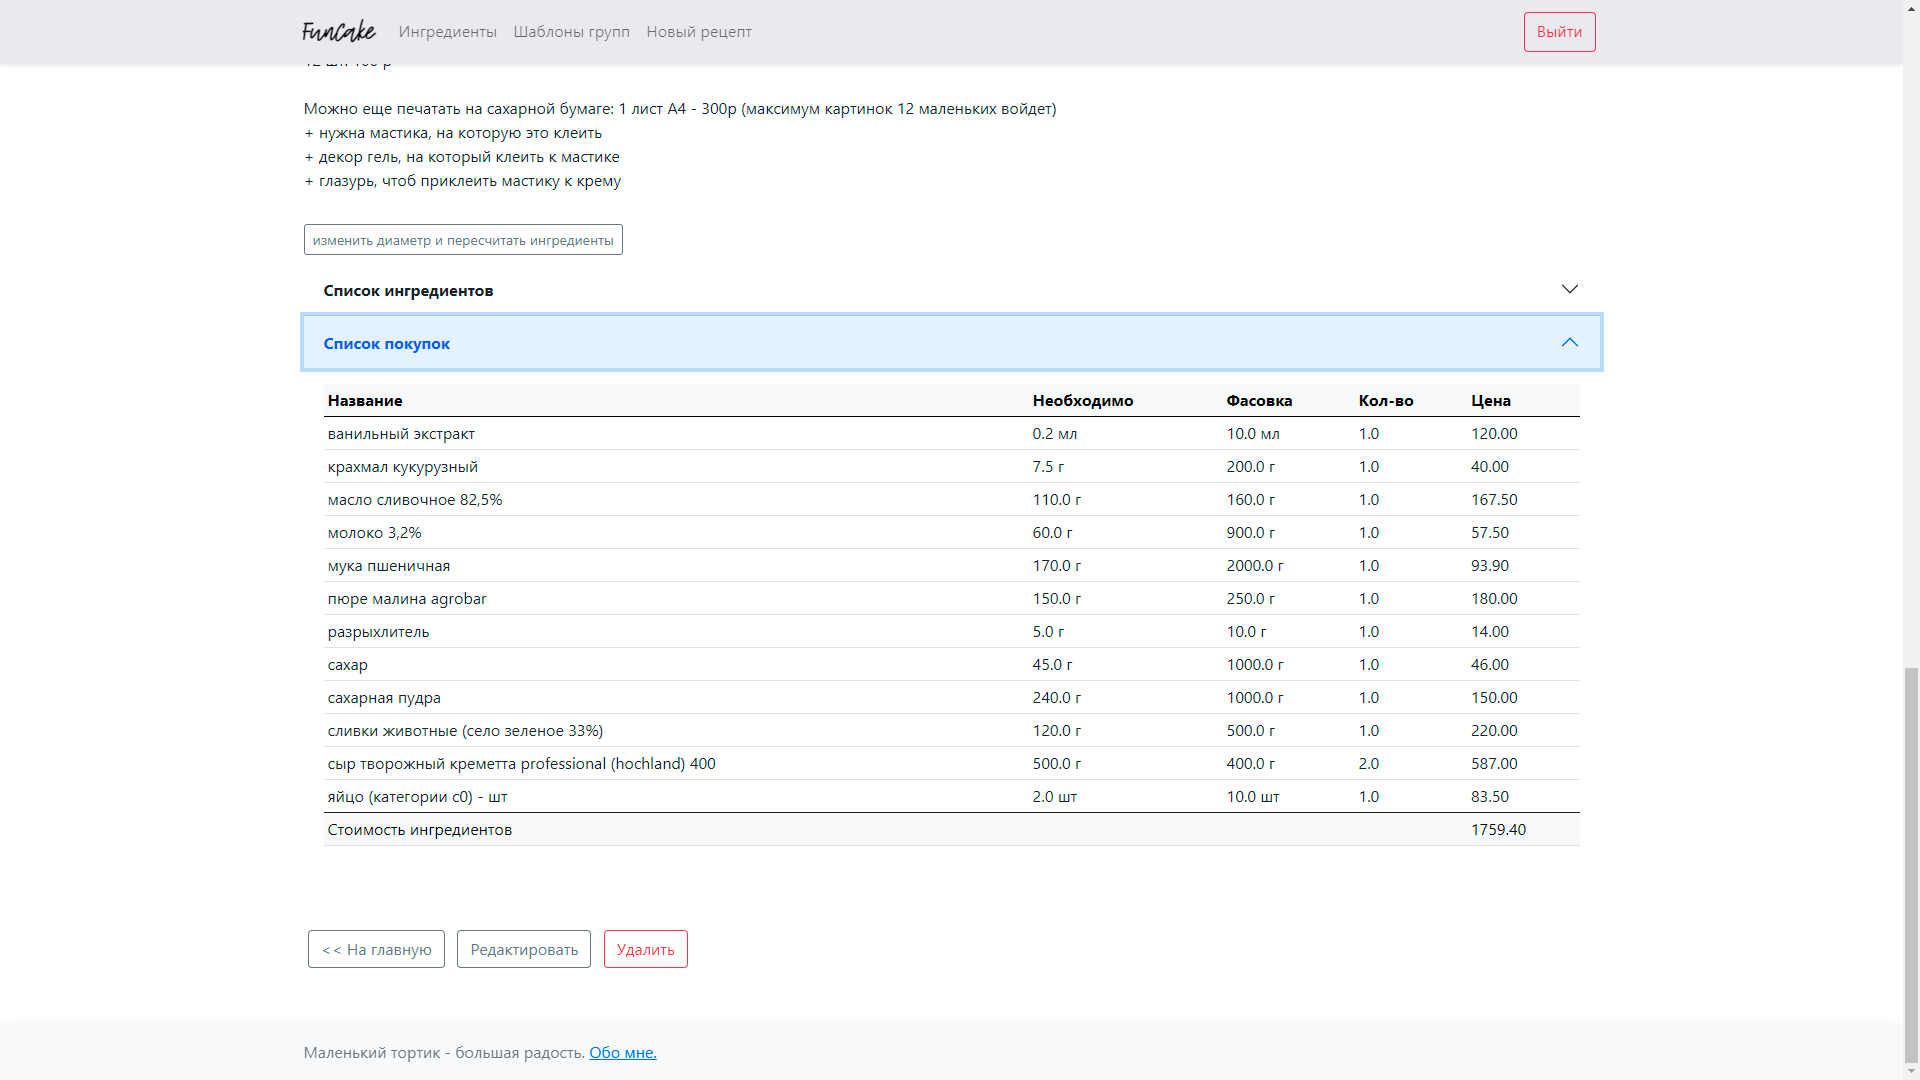 FunCake Ингредиенты Шаблоны групп Новый рецепт Выйти
Можно еще печатать на сахарной бумаге: 1 лист А4 - 300р (максимум картинок 12 маленьких войдет)
+ нужна мастика, на которую это клеить
+ декор гель, на который клеить к мастике
+ глазурь, чтоб приклеить мастику к крему
изменить диаметр и пересчитать ингредиенты
Список ингредиентов
Список покупок
Название Необходимо Фасовка Кол-во Цена
ванильный экстракт 0.2 мл 10.0 мл 1.0 120.00
крахмал кукурузный 7.5 г 200.0 г 1.0 40.00
масло сливочное 82,5% 110.0 г 160.0 г 1.0 167.50
молоко 3,2% 60.0 г 900.0 г 1.0 57.50
мука пшеничная 170.0 г 2000.0 г 1.0 93.90
пюре малина agrobar 150.0 г 250.0 г 1.0 180.00
разрыхлитель 5.0 г 10.0 г 1.0 14.00
сахар 45.0 г 1000.0 г 1.0 46.00
сахарная пудра 240.0 г 1000.0 г 1.0 150.00
сливки животные (село зеленое 33%) 120.0 г 500.0 г 1.0 220.00
сыр творожный креметта professional (hochland) 400 500.0 г 400.0 г 2.0 587.00
яйцо (категории с0) - шт 2.0 шт 10.0 шт 1.0 83.50
Стоимость ингредиентов 1759.40
<< На главную Редактировать Удалить
Маленький тортик - большая радость. Обо мне.